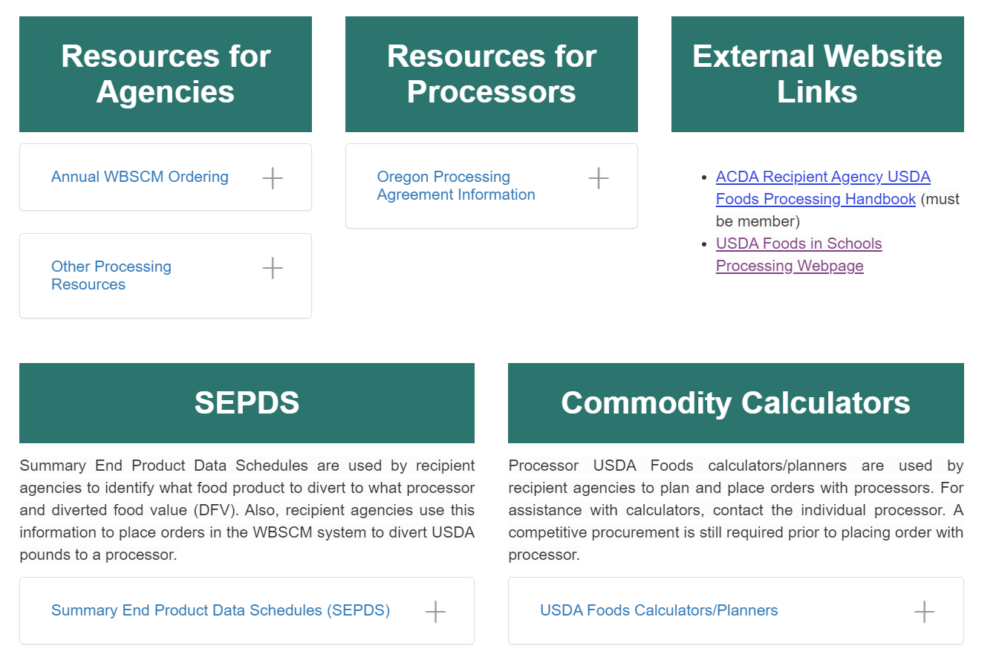 Resources for
Agencies
Annual WBSCM Ordering
Other Processing
Resources
Resources for
Processors
Oregon Processing
Agreement Information
External Website
Links
ACDA Recipient Agency USDA
Foods Processing Handbook (must
be member)
USDA Foods in Schools
Processing Webpage
SEPDS
Summary End Product Data Schedules are used by recipient
agencies to identify what food product to divert to what processor
and diverted food value (DFV). Also, recipient agencies use this
information to place orders in the WBSCM system to divert USDA
pounds to a processor.
Summary End Product Data Schedules (SEPDS)
Commodity Calculators
Processor USDA Foods calculators/planners are used by
recipient agencies to plan and place orders with processors. For
assistance with calculators, contact the individual processor. A
competitive procurement is still required prior to placing order with
processor.
USDA Foods Calculators/Planners